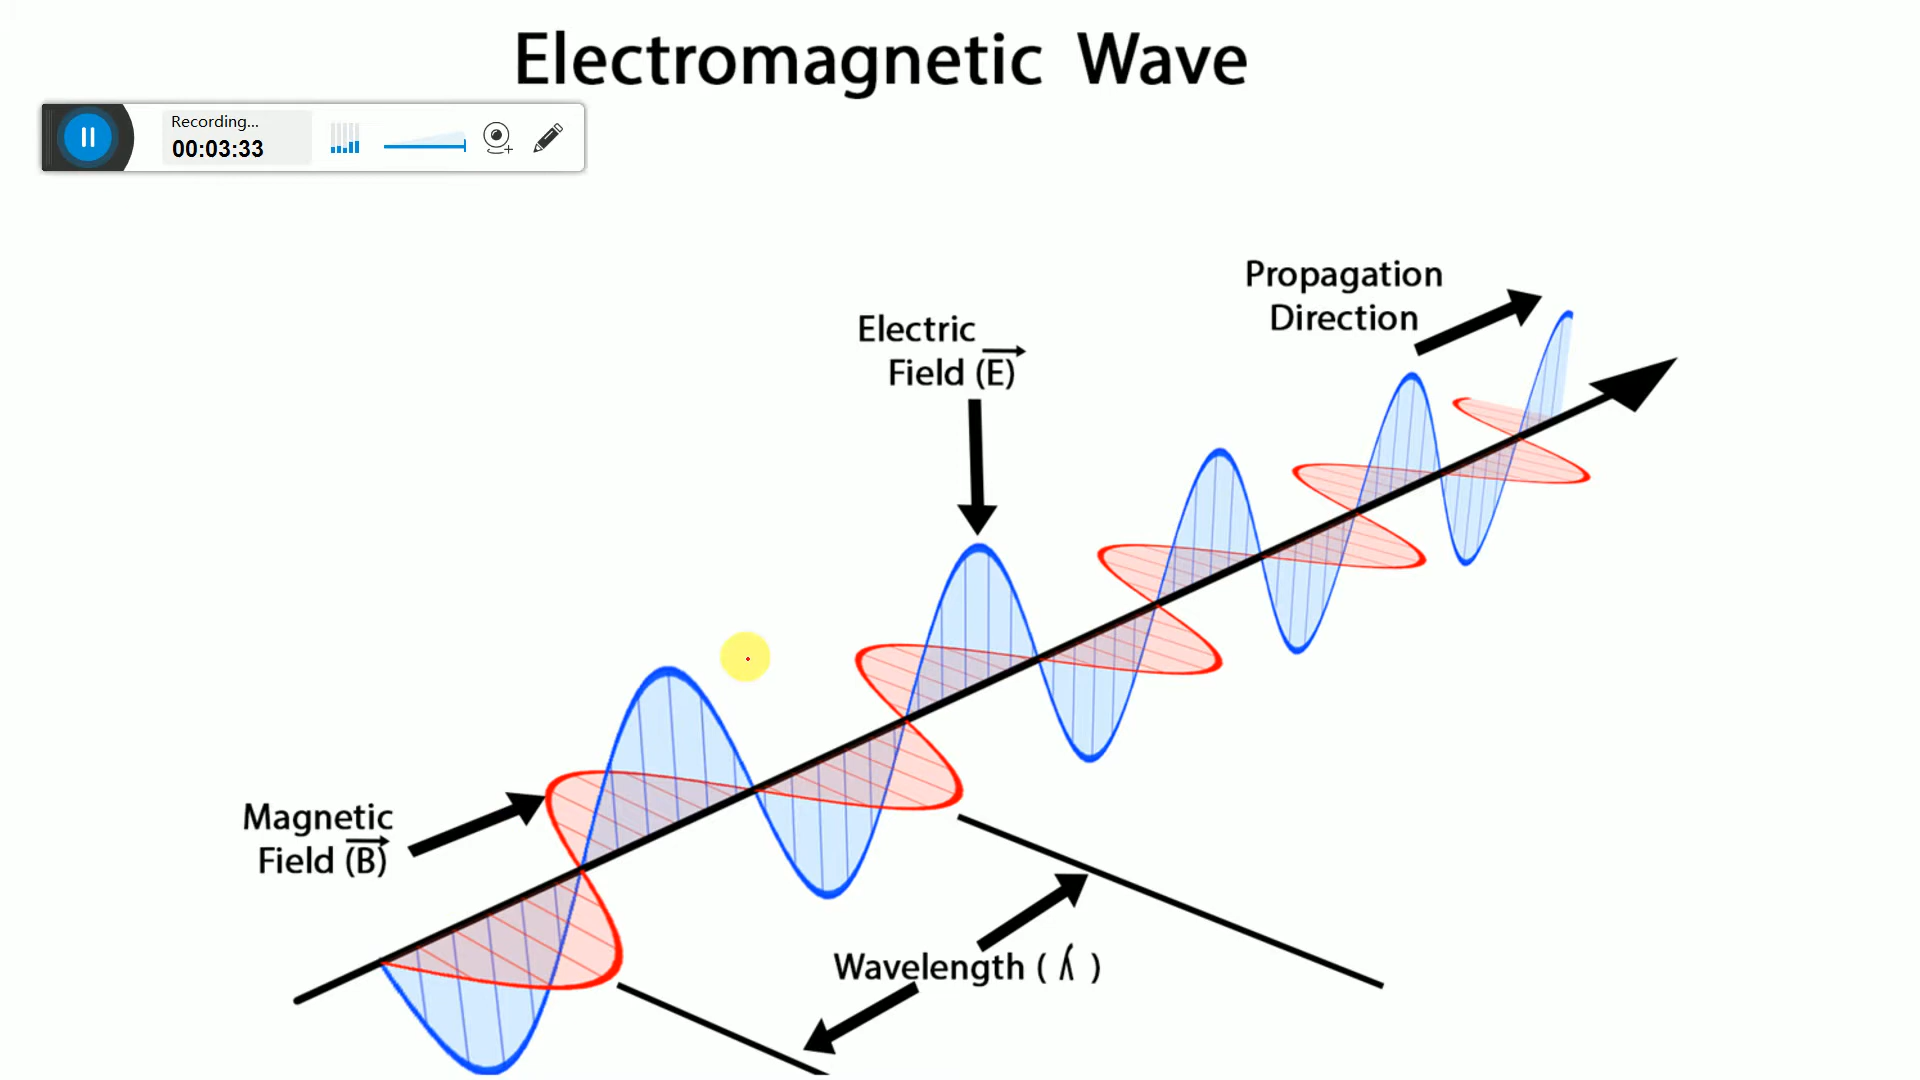 Electromagnetic Wave
Recording...
00:03:33
Propagation
Direction
Electric
Field (E)
Magnetic
Field (B)
Wavelength ( λ )